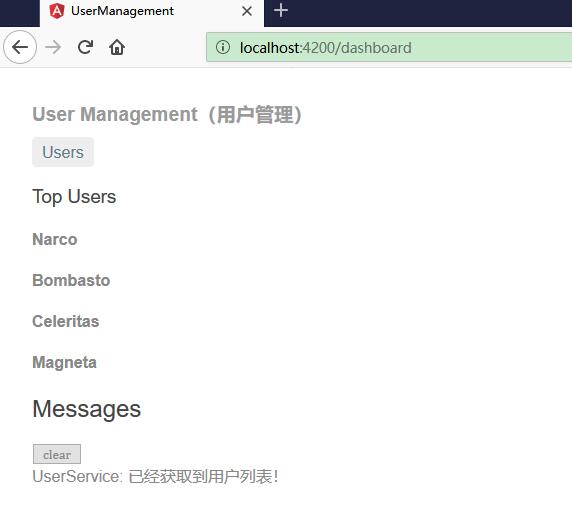 UserManagement
localhost:4200/dashboard
User Management（用户管理）
Users
Top Users
Narco
Bombasto
Celeritas
Magneta
Messages
clear
UserService: 已经获取到用户列表！